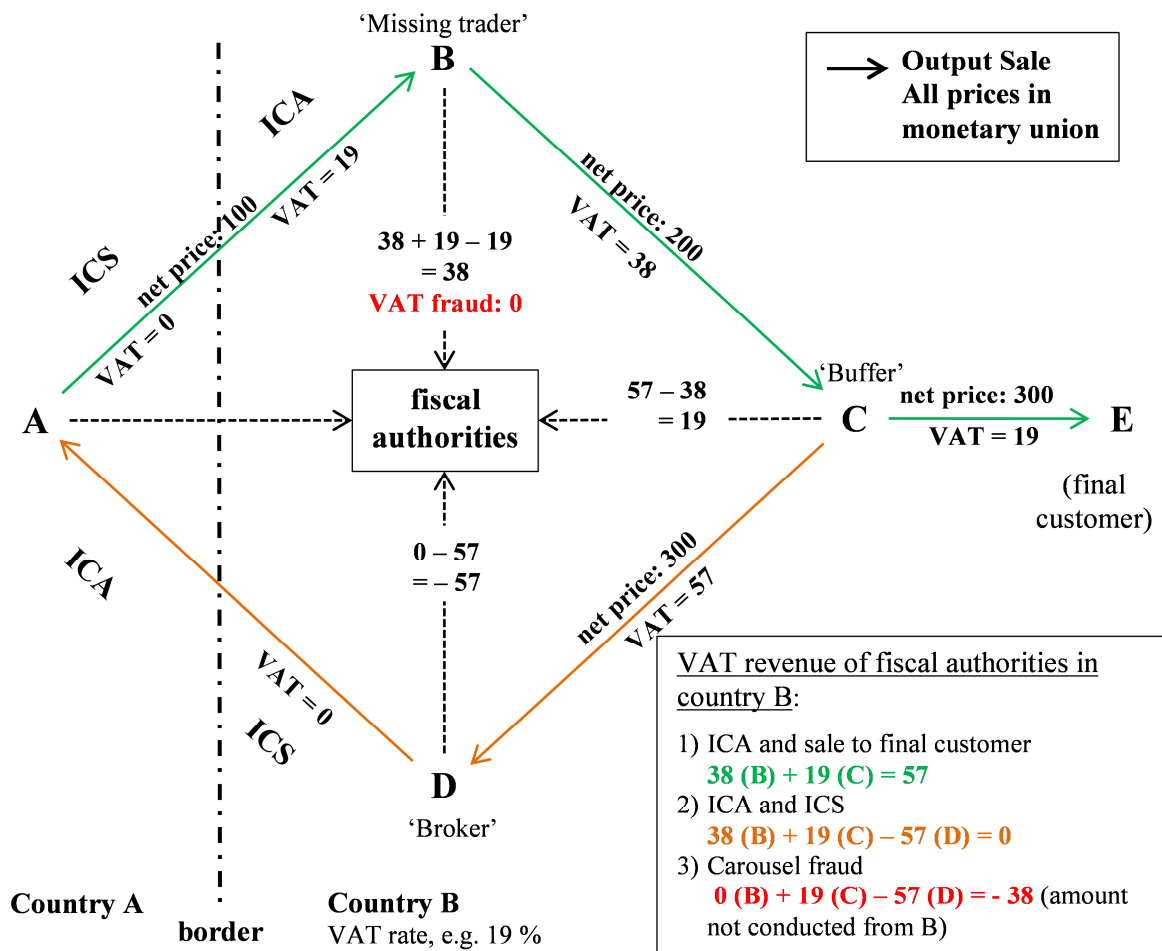 ‘Missing trader’
B
Output Sale
All prices in
monetary union
ICA
ICS
net price: 100
VAT = 19
VAT = 0
net price: 200
VAT = 38
38 + 19 – 19
= 38
VAT fraud: 0
A
fiscal
authorities
57 – 38
= 19
‘Buffer’
C
net price: 300
VAT = 19
E
(final
customer)
ICA
0 – 57
= – 57
net price: 300
VAT = 57
VAT = 0
ICS
D
‘Broker’
VAT revenue of fiscal authorities in
country B:
1) ICA and sale to final customer
38 (B) + 19 (C) = 57
2) ICA and ICS
38 (B) + 19 (C) – 57 (D) = 0
3) Carousel fraud
0 (B) + 19 (C) – 57 (D) = - 38 (amount
not conducted from B)
Country A
border
Country B
VAT rate, e.g. 19 %